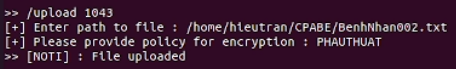 >> /upload 1043
[+] Enter path to file : /home/hieutran/CPABE/BenhNhan002.txt
[+] Please provide policy for encryption : PHAUTHUAT
>> [NOTI] : File uploaded